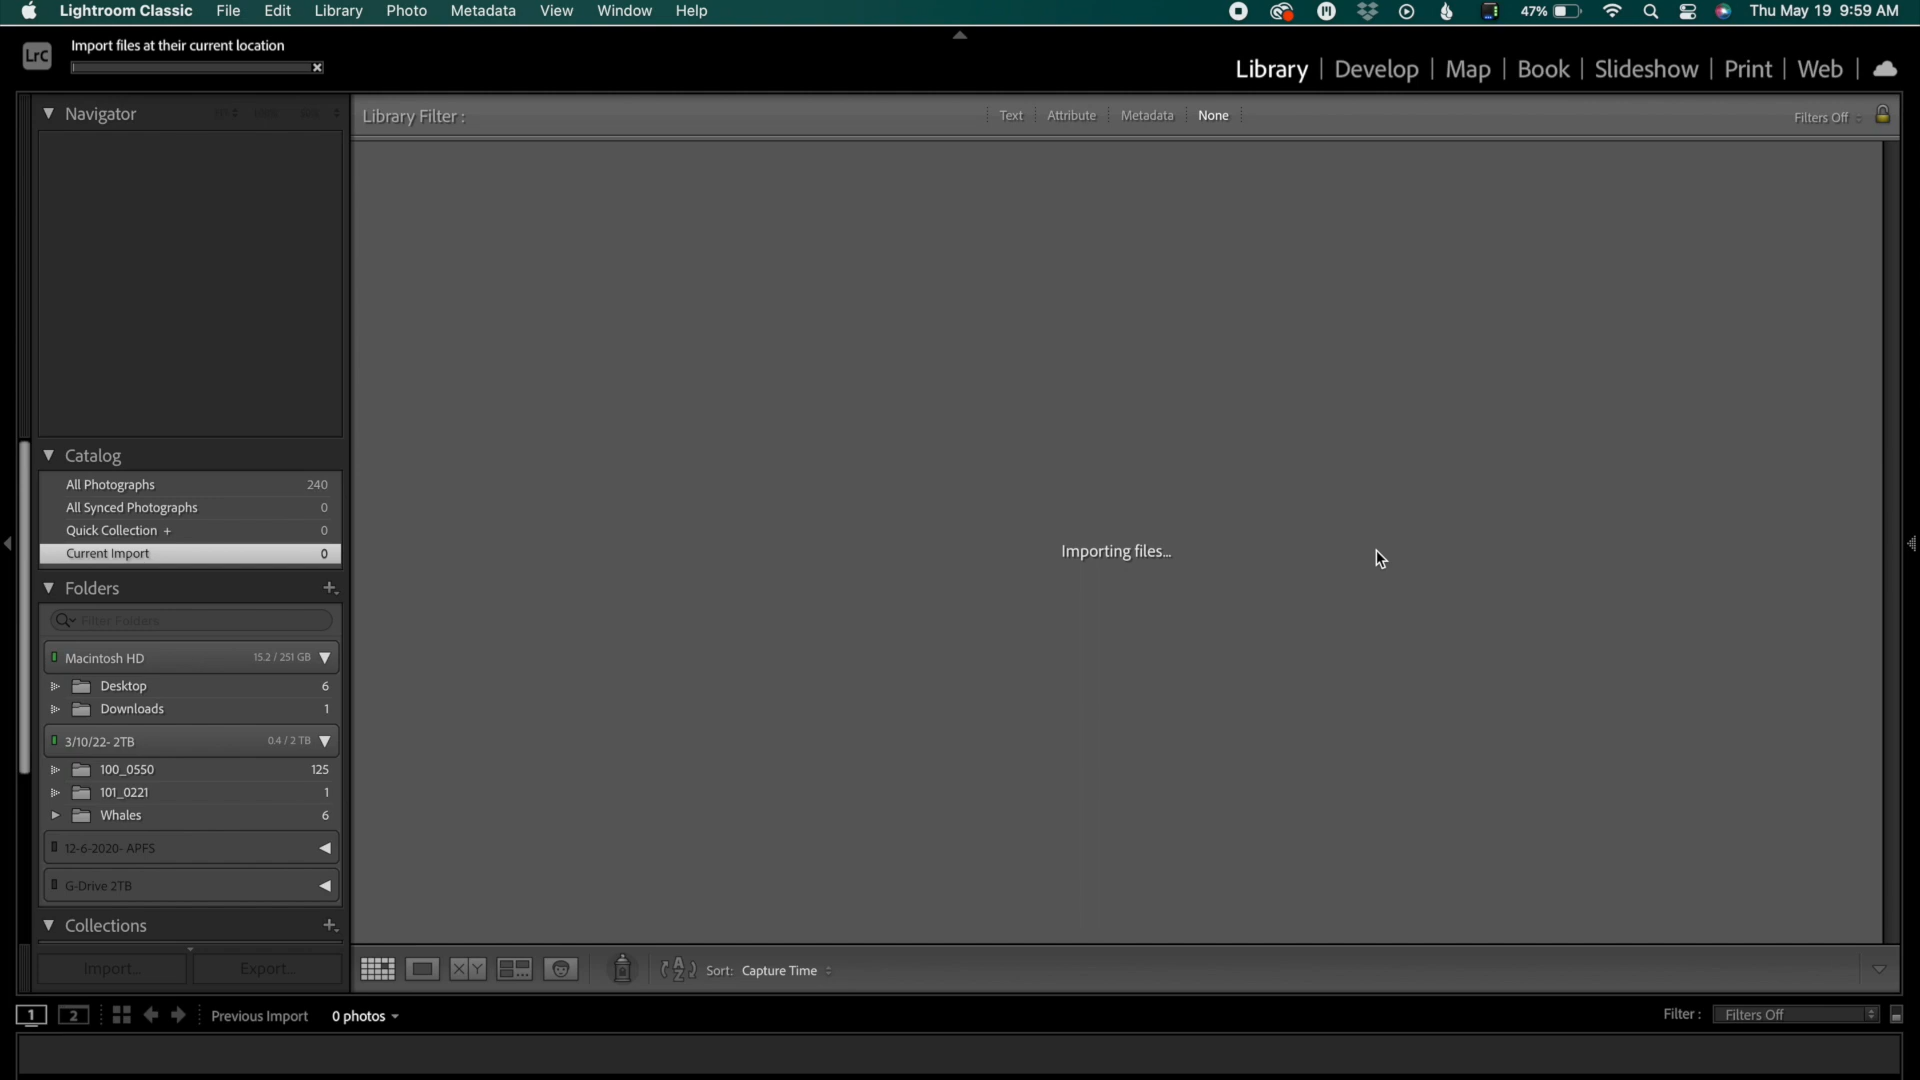 Lightroom Classic File Edit Library Photo Metadata View Window Help 47% Thu May 19 9:59 AM
LrC Import files at their current location
Library | Develop | Map | Book | Slideshow | Print | Web
Navigator
Library Filter : Text Attribute Metadata None Filters Off
Catalog
All Photographs 240
All Synced Photographs 0
Quick Collection + 0
Current Import 0
Importing files...
Folders
Filter Folders
Macintosh HD 15.2 / 251 GB
Desktop 6
Downloads 1
3/10/22- 2TB 0.4 / 2 TB
100_0550 125
101_0221 1
Whales 6
12-6-2020- APFS
G-Drive 2TB
Collections
Import... Export... X Y A Z Sort: Capture Time
1 2 Previous Import 0 photos Filter : Filters Off